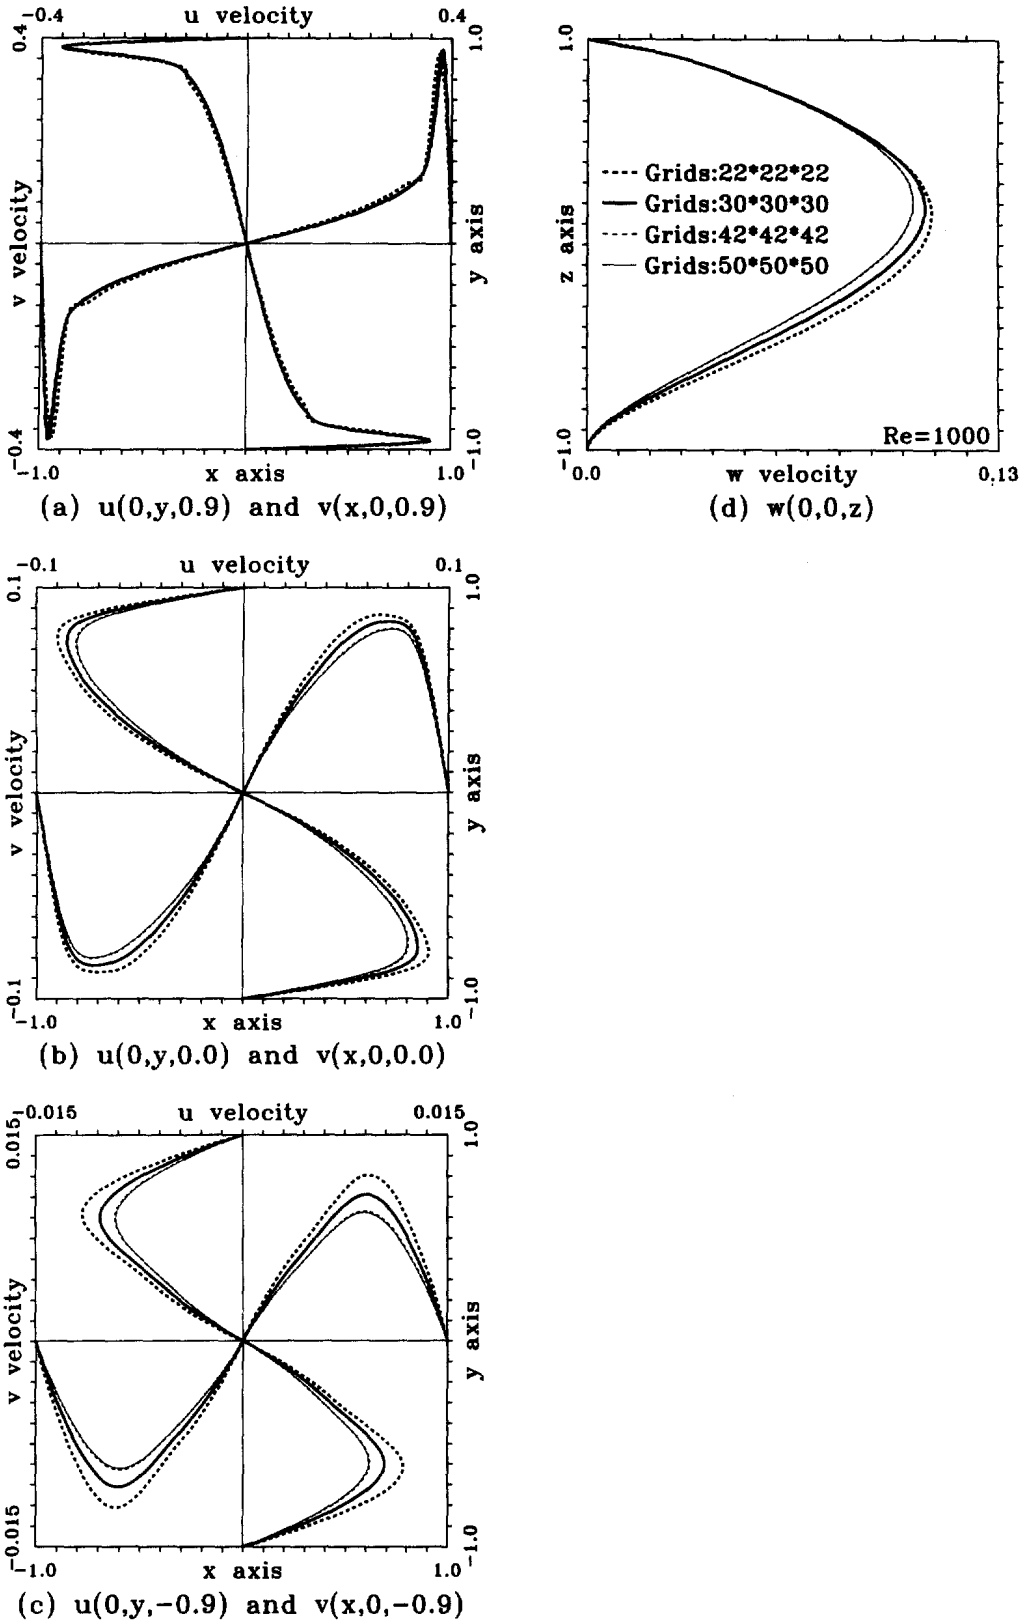 -0.4 u velocity 0.4
0.4
v velocity
-0.4
1.0
y axis
-1.0
-1.0 x axis 1.0
(a) u(0,y,0.9) and v(x,0,0.9)
1.0
z axis
-1.0
Grids:22*22*22
Grids:30*30*30
Grids:42*42*42
Grids:50*50*50
Re=1000
0.0 w velocity 0.13
(d) w(0,0,z)
-0.1 u velocity 0.1
0.1
v velocity
-0.1
1.0
y axis
-1.0
-1.0 x axis 1.0
(b) u(0,y,0.0) and v(x,0,0.0)
-0.015 u velocity 0.015
0.015
v velocity
-0.015
1.0
y axis
-1.0
-1.0 x axis 1.0
(c) u(0,y,-0.9) and v(x,0,-0.9)